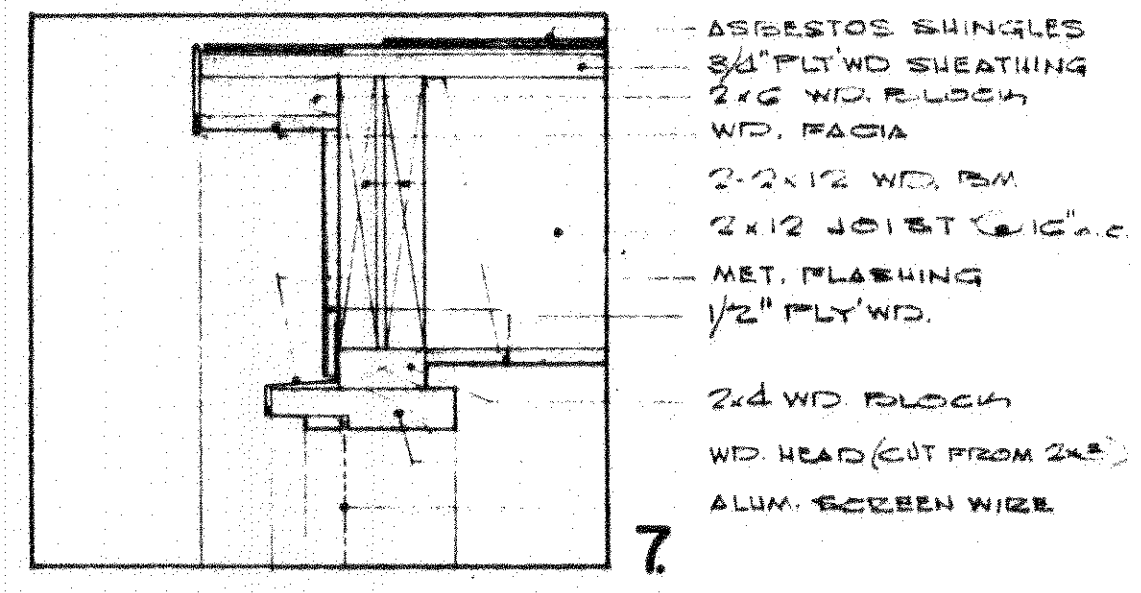 ASBESTOS SHINGLES
3/4" PLY'WD SHEATHING
2x6 WD. BLOCK
WD. FACIA
2-2x12 WD. BM
2x12 JOIST @ 16" o.c.
MET. FLASHING
1/2" PLY'WD.
2x4 WD BLOCK
WD. HEAD (CUT FROM 2x8)
ALUM. SCREEN WIRE
7.